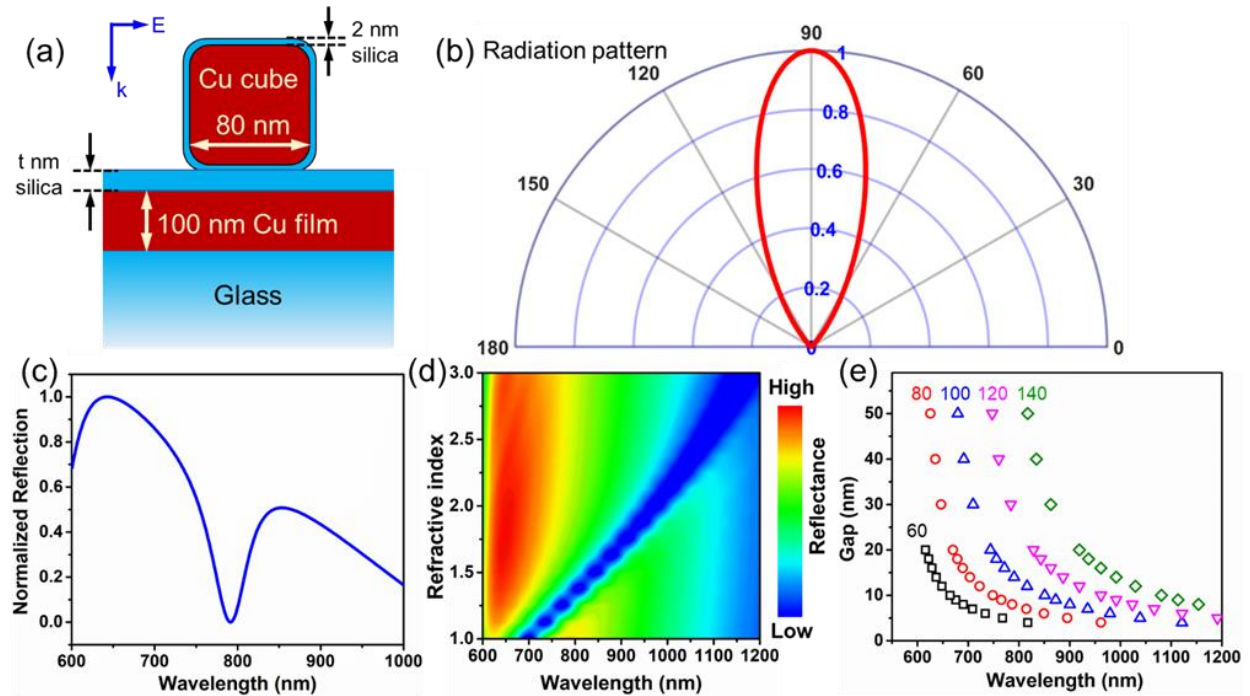 (a)
E
k
2 nm
silica
Cu cube
80 nm
t nm
silica
100 nm Cu film
Glass
(b) Radiation pattern
90
120
60
150
30
180
0
1
0.8
0.6
0.4
0.2
0
(c)
Normalized Reflection
1.0
0.8
0.6
0.4
0.2
0.0
600 700 800 900 1000
Wavelength (nm)
(d)
Refractive index
3.0
2.5
2.0
1.5
1.0
600 700 800 900 1000 1100 1200
Wavelength (nm)
High
Reflectance
Low
(e)
Gap (nm)
50
40
30
20
10
0
80 100 120 140
60
600 700 800 900 1000 1100 1200
Wavelength (nm)